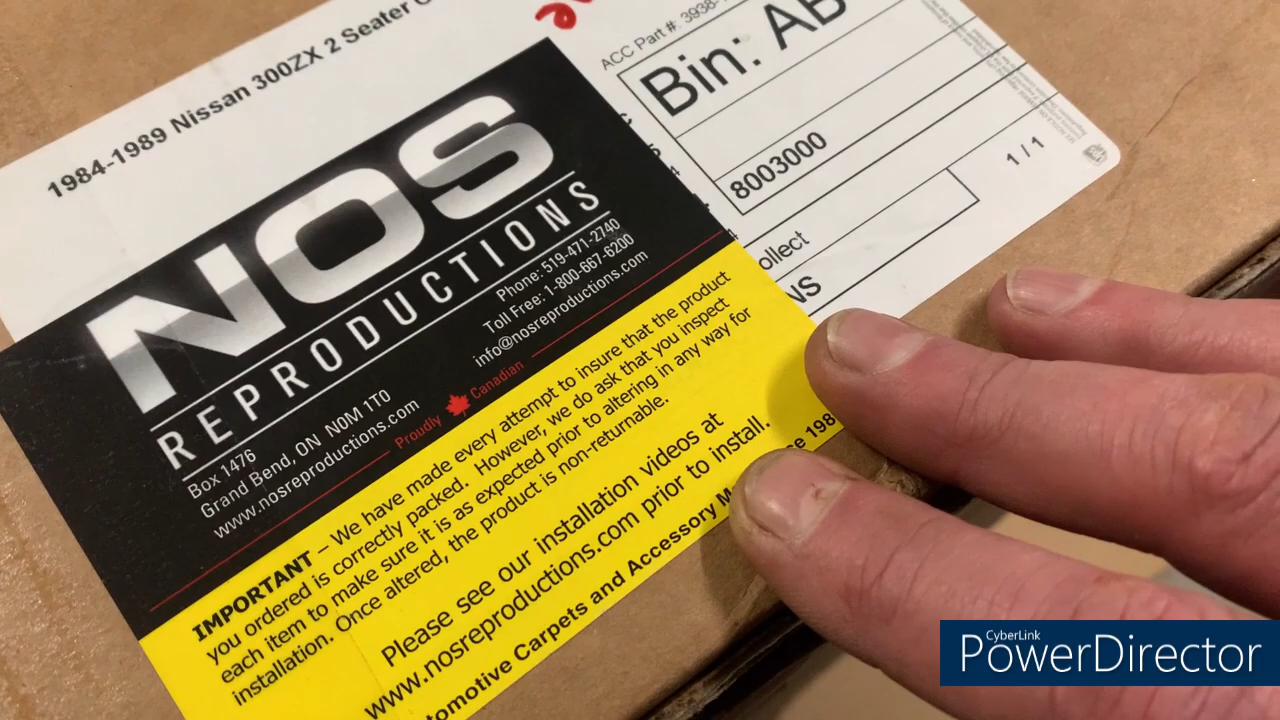 1984-1989 Nissan 300ZX 2 Seater
ACC Part #: 3938-
Bin: AB
8003000
1 / 1
ollect
NOS
REPRODUCTIONS
Phone: 519-471-2740
Toll Free: 1-800-667-6200
info@nosreproductions.com
Box 1476
Grand Bend, ON N0M 1T0
www.nosreproductions.com
Proudly Canadian
IMPORTANT – We have made every attempt to insure that the product
you ordered is correctly packed. However, we do ask that you inspect
each item to make sure it is as expected prior to altering in any way for
installation. Once altered, the product is non-returnable.
Please see our installation videos at
www.nosreproductions.com prior to install.
tomotive Carpets and Accessory M
ce 198
CyberLink
PowerDirector